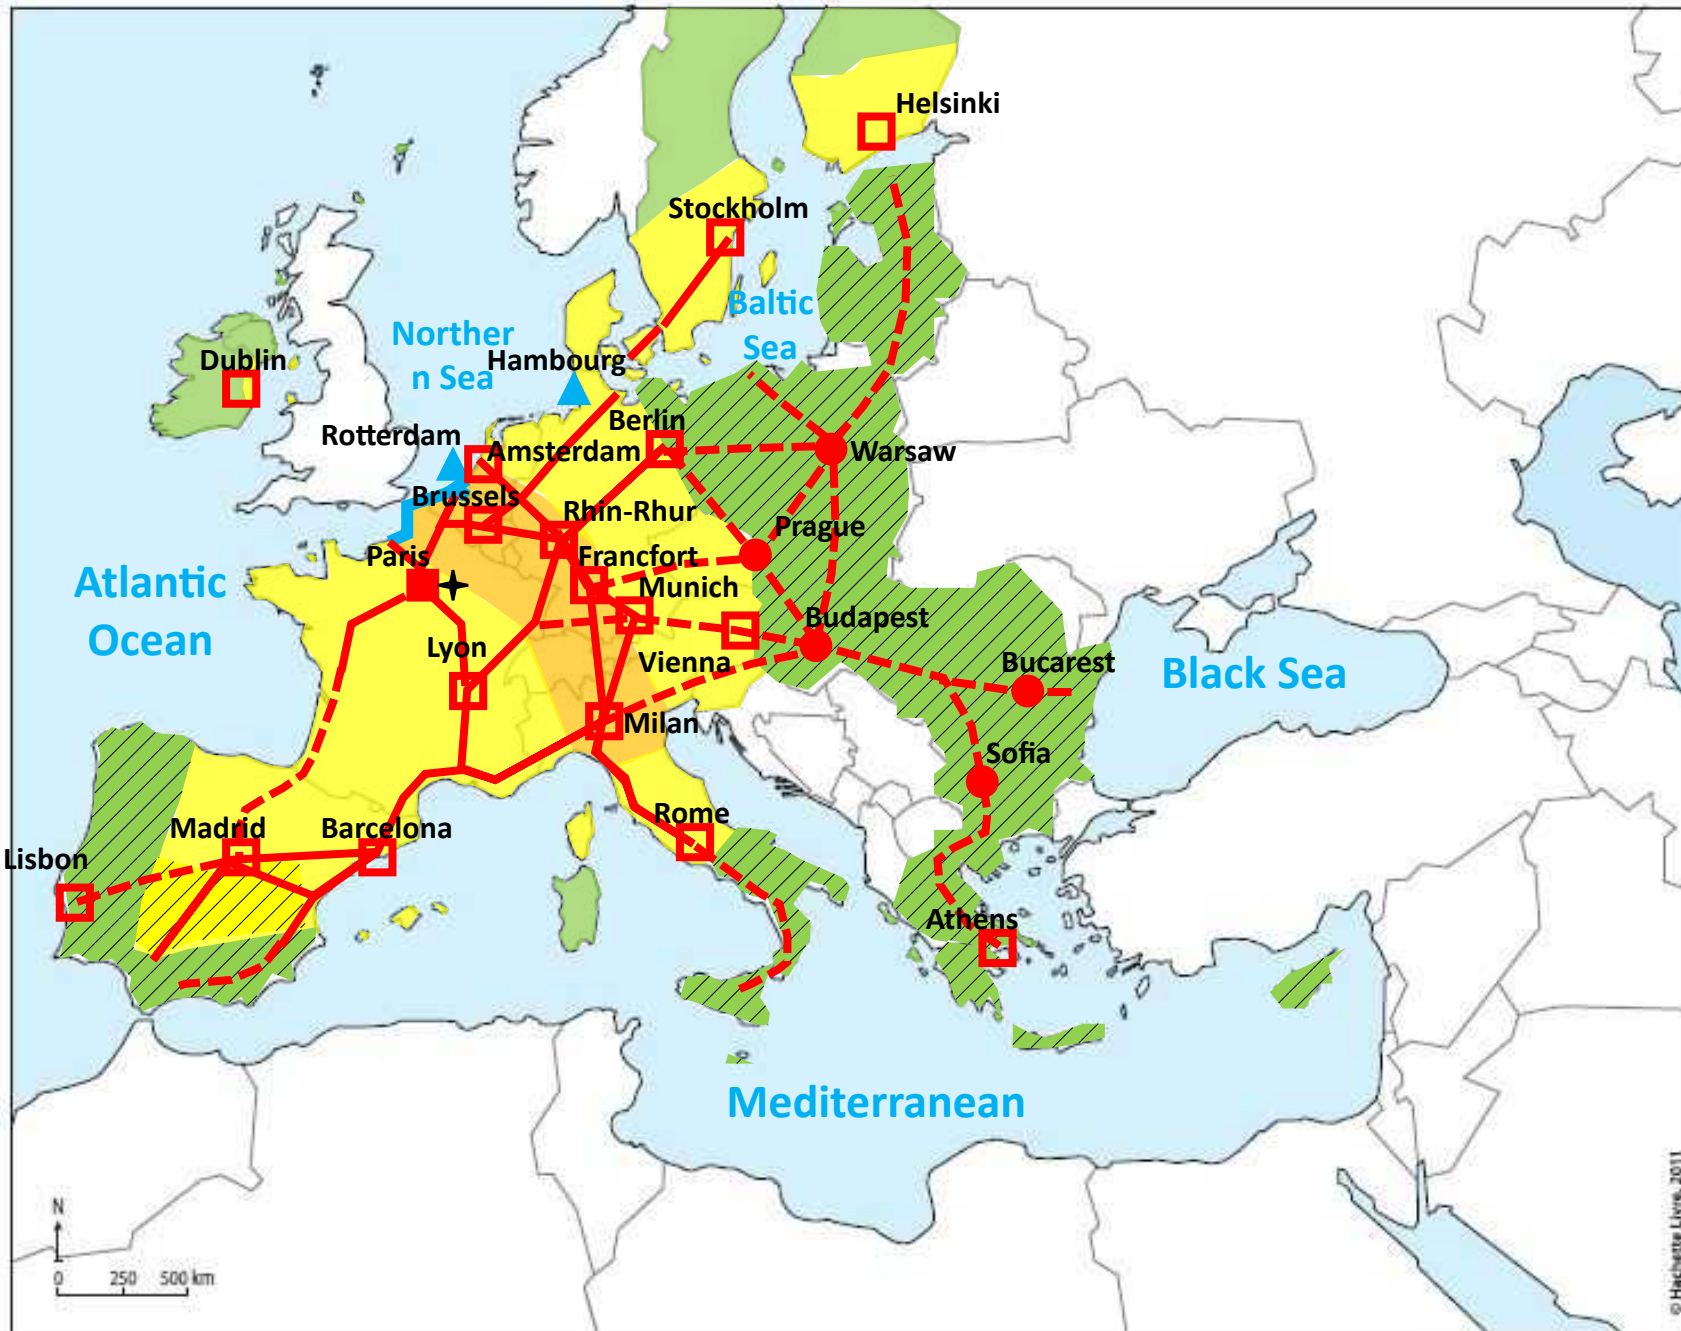 Helsinki
Stockholm
Baltic
Sea
Norther
n Sea
Hambourg
Dublin
Berlin
Rotterdam
Amsterdam
Warsaw
Brussels
Rhin-Rhur
Prague
Paris
Francfort
Munich
Atlantic
Ocean
Budapest
Lyon
Vienna
Bucarest
Black Sea
Milan
Sofia
Rome
Madrid
Barcelona
Lisbon
Athens
Mediterranean
N
0 250 500 km
© Hachette Livre, 2011